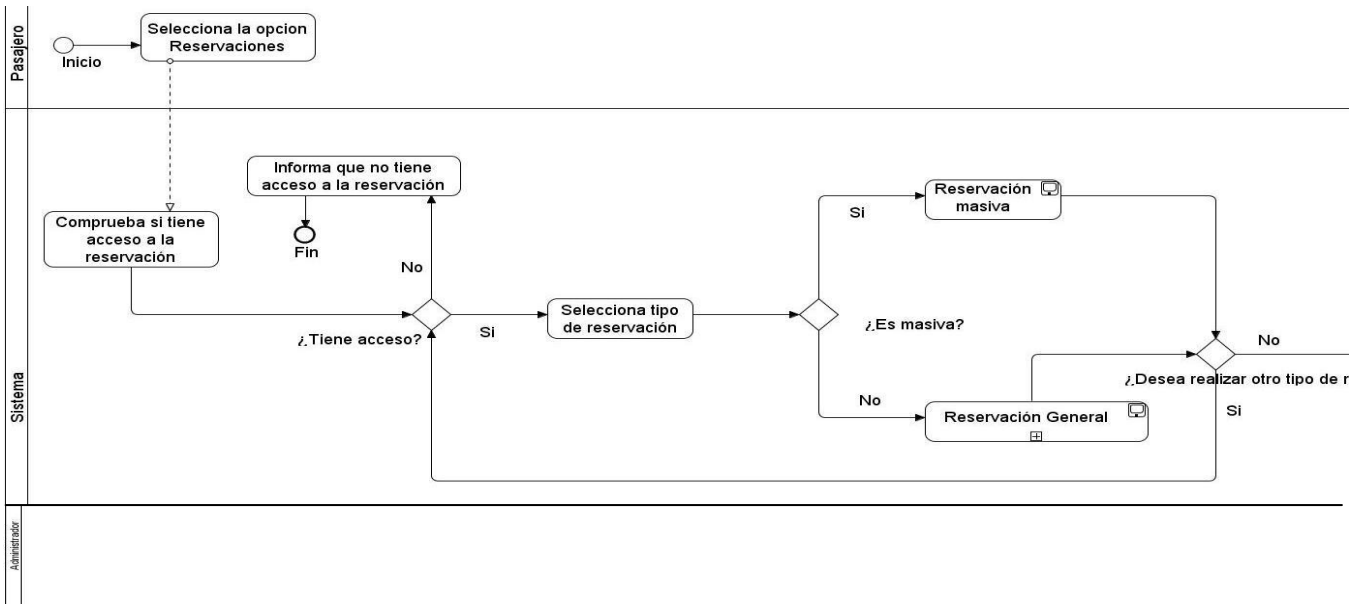 Pasajero
Selecciona la opcion
Reservaciones
Inicio
Sistema
Informa que no tiene
acceso a la reservación
Fin
Comprueba si tiene
acceso a la
reservación
No
¿Tiene acceso?
Si
Selecciona tipo
de reservación
¿Es masiva?
Si
Reservación
masiva
No
Reservación General
No
¿Desea realizar otro tipo de r
Si
Administrador